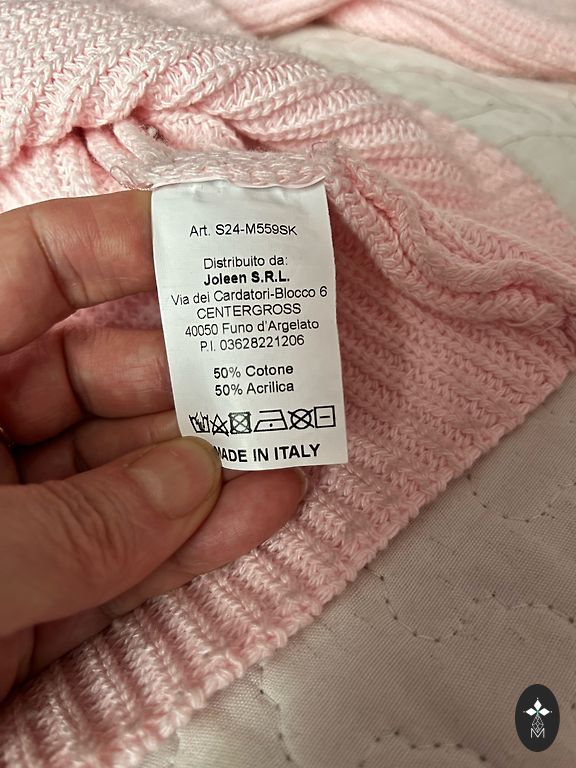 Art. S24-M559SK
Distribuito da:
Joleen S.R.L.
Via dei Cardatori-Blocco 6
CENTERGROSS
40050 Funo d'Argelato
P.I. 03628221206
50% Cotone
50% Acrilica
MADE IN ITALY
M